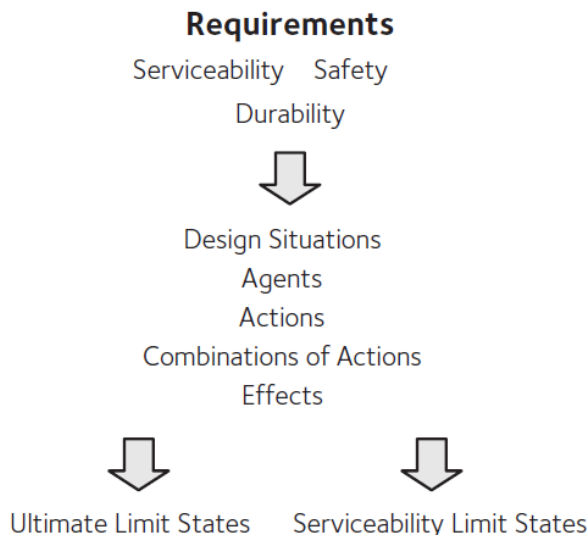 Requirements
Serviceability Safety
Durability
Design Situations
Agents
Actions
Combinations of Actions
Effects
Ultimate Limit States Serviceability Limit States